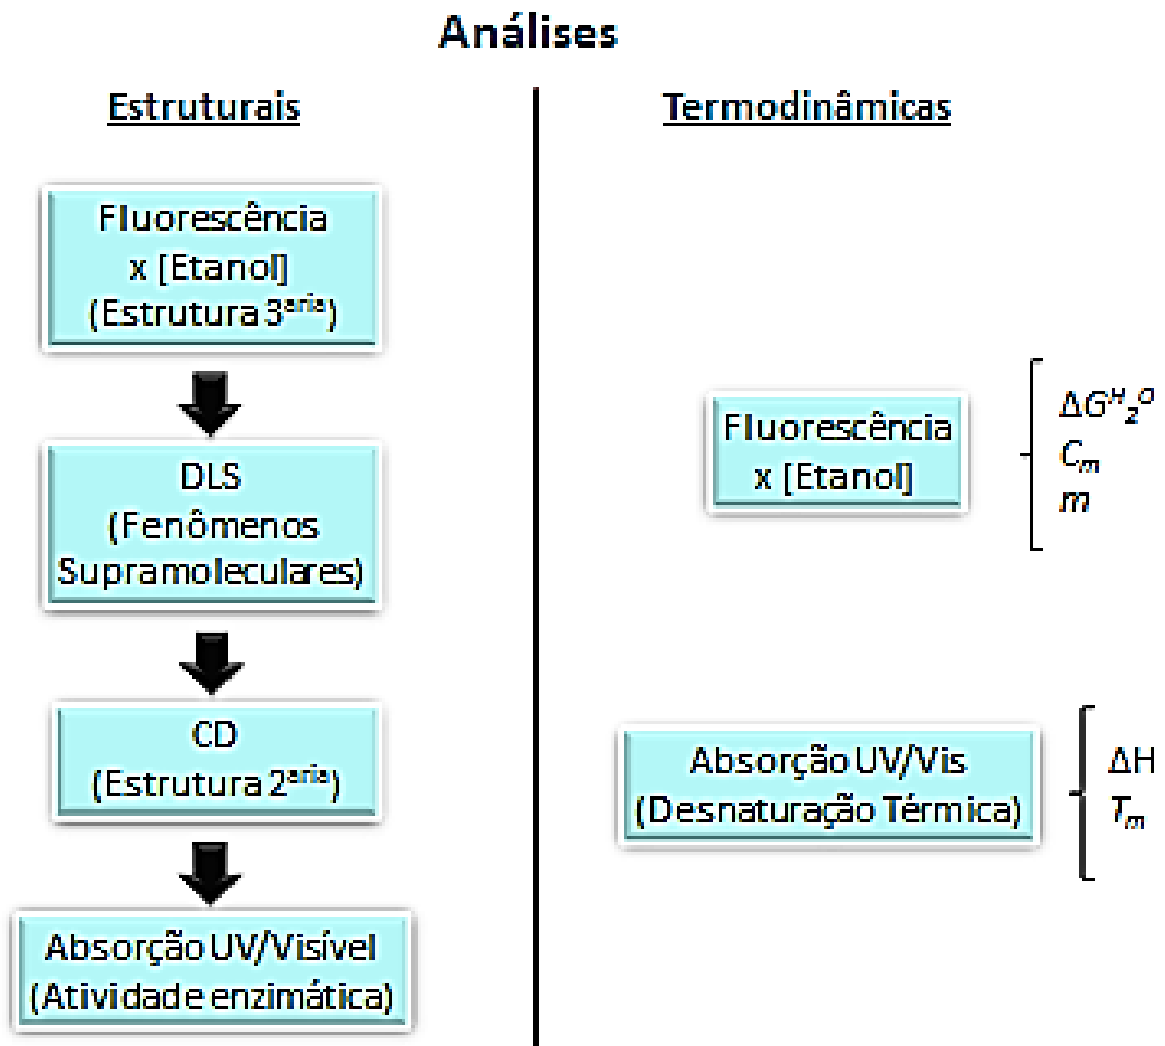 Análises
Estruturais
Fluorescência
x [Etanol]
(Estrutura 3ᵃʳⁱᵃ)
DLS
(Fenômenos
Supramoleculares)
CD
(Estrutura 2ᵃʳⁱᵃ)
Absorção UV/Visível
(Atividade enzimática)
Termodinâmicas
Fluorescência
x [Etanol]
ΔG^H₂O
Cₘ
m
Absorção UV/Vis
(Desnaturação Térmica)
ΔH
Tₘ